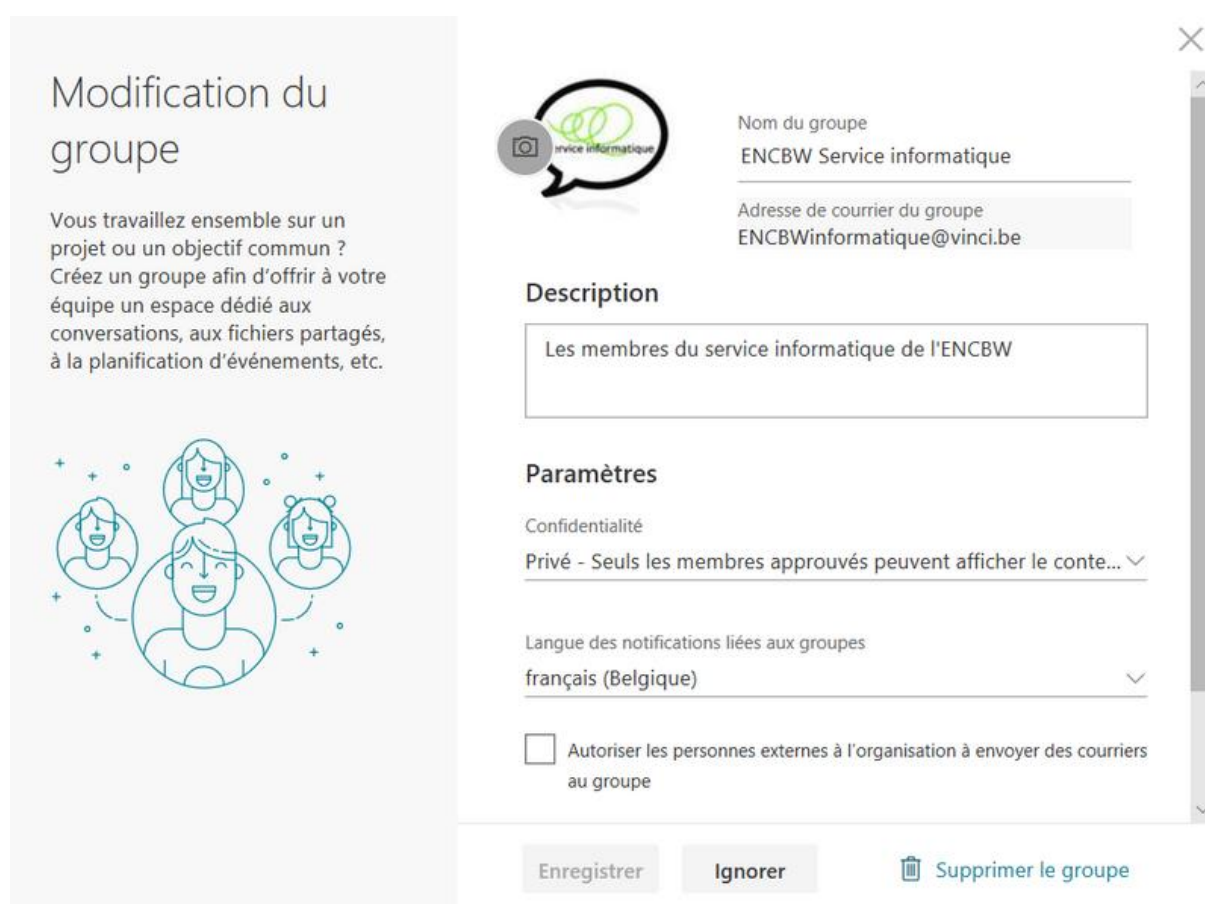 Modification du
groupe
Vous travaillez ensemble sur un
projet ou un objectif commun ?
Créez un groupe afin d'offrir à votre
équipe un espace dédié aux
conversations, aux fichiers partagés,
à la planification d'événements, etc.
rvice informatique
Nom du groupe
ENCBW Service informatique
Adresse de courrier du groupe
ENCBWinformatique@vinci.be
Description
Les membres du service informatique de l'ENCBW
Paramètres
Confidentialité
Privé - Seuls les membres approuvés peuvent afficher le conte...
Langue des notifications liées aux groupes
français (Belgique)
Autoriser les personnes externes à l'organisation à envoyer des courriers
au groupe
Enregistrer
Ignorer
Supprimer le groupe